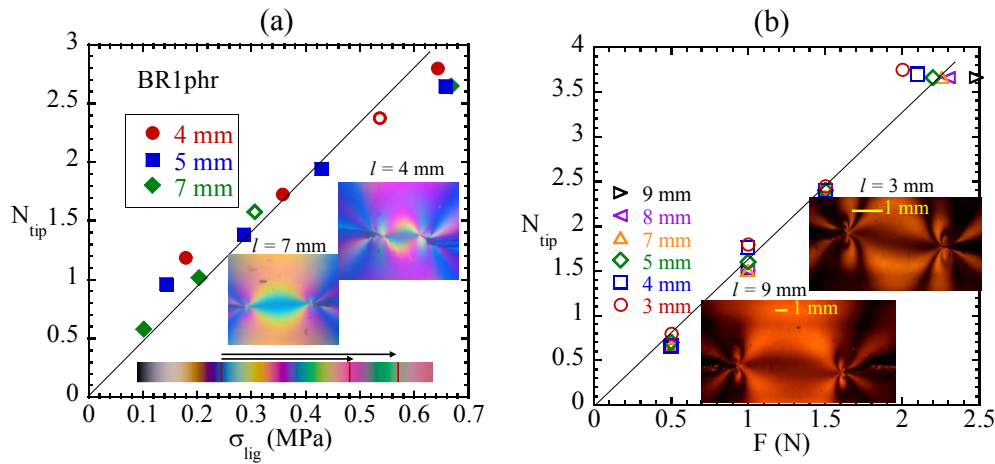 (a)
3
2.5
2
1.5
1
0.5
0
N_tip
BR1phr
4 mm
5 mm
7 mm
l = 4 mm
l = 7 mm
0 0.1 0.2 0.3 0.4 0.5 0.6 0.7
σ_lig (MPa)
(b)
4
3.5
3
2.5
2
1.5
1
0.5
0
N_tip
9 mm
8 mm
7 mm
5 mm
4 mm
3 mm
l = 3 mm
1 mm
l = 9 mm
1 mm
0 0.5 1 1.5 2 2.5
F (N)